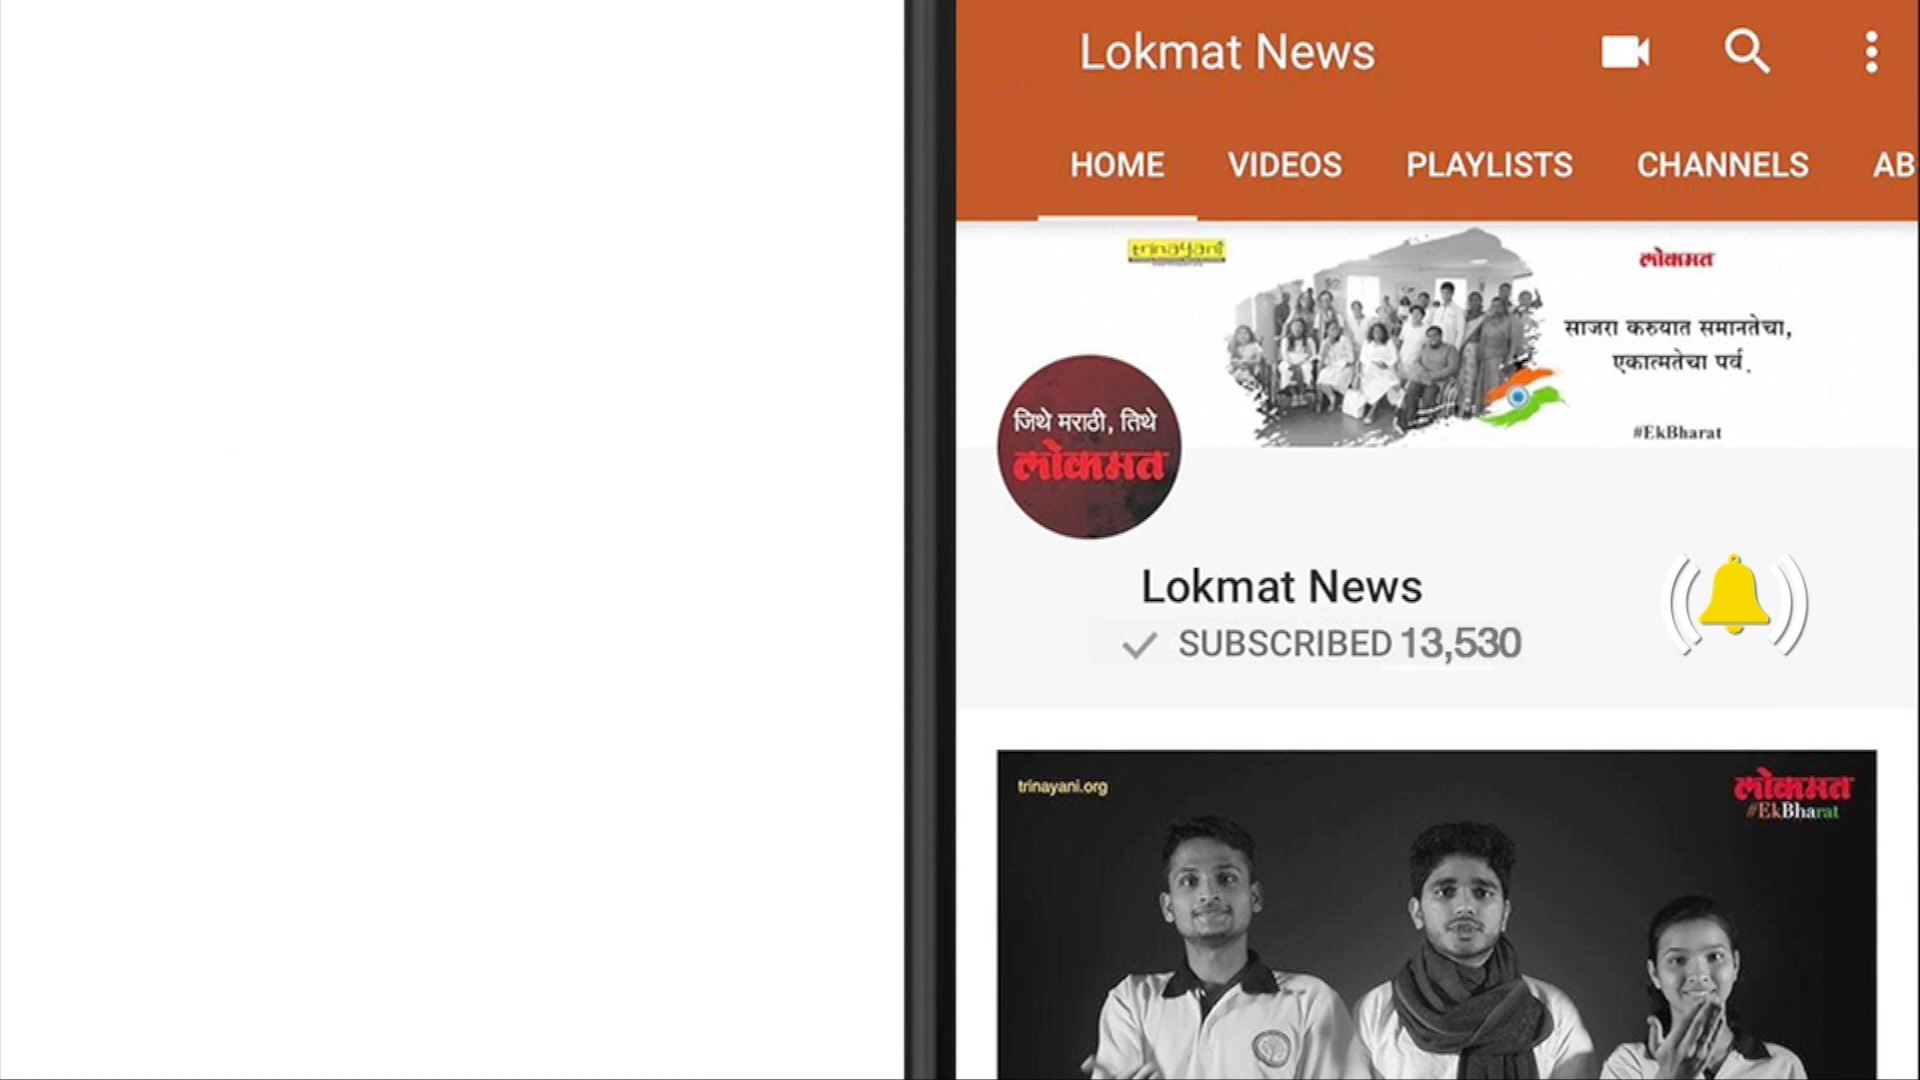 Lokmat News
HOME VIDEOS PLAYLISTS CHANNELS AB
trinayani
लोकमत
साजरा करुयात समानतेचा,
एकात्मतेचा पर्व.
#EkBharat
जिथे मराठी, तिथे
लोकमत
Lokmat News
SUBSCRIBED 13,530
trinayani.org
लोकमत
#EkBharat